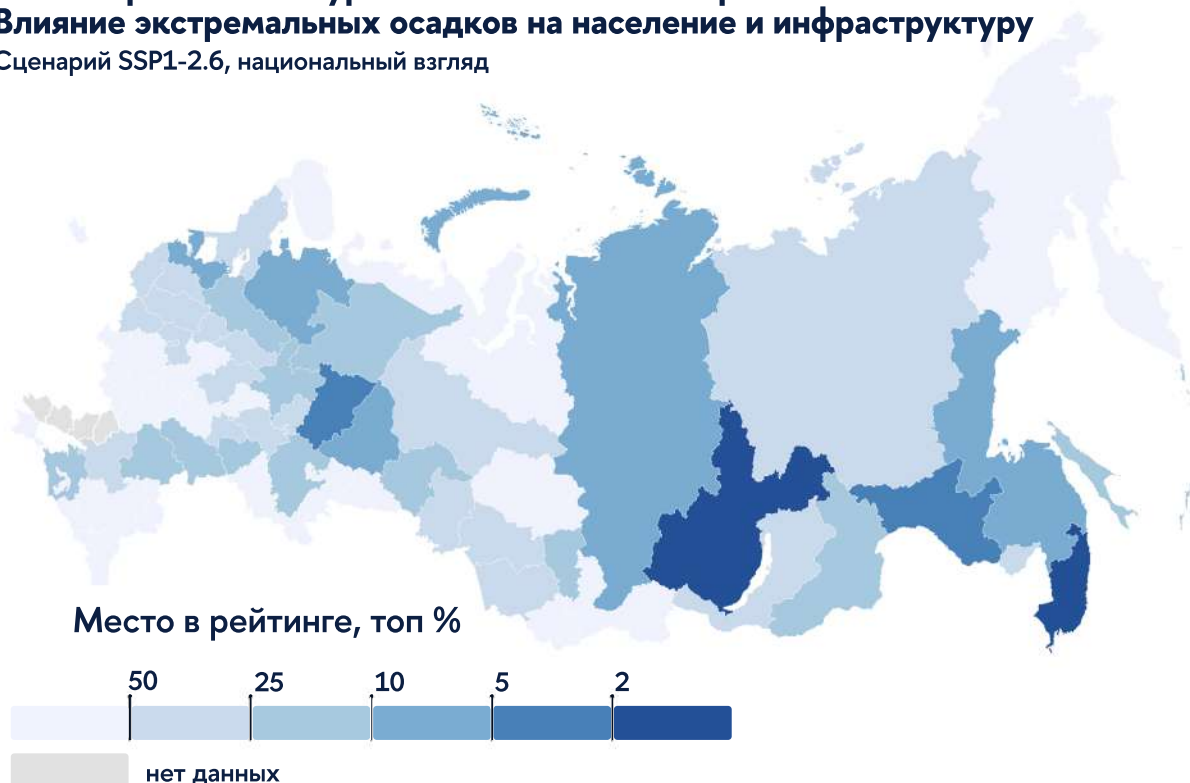 Влияние экстремальных осадков на население и инфраструктуру
Сценарий SSP1-2.6, национальный взгляд
Место в рейтинге, топ %
50 25 10 5 2
нет данных